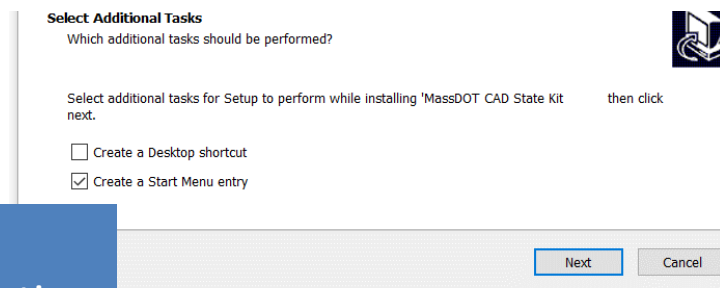 Select Additional Tasks
Which additional tasks should be performed?
Select additional tasks for Setup to perform while installing 'MassDOT CAD State Kit then click
next.
Create a Desktop shortcut
Create a Start Menu entry
Next Cancel